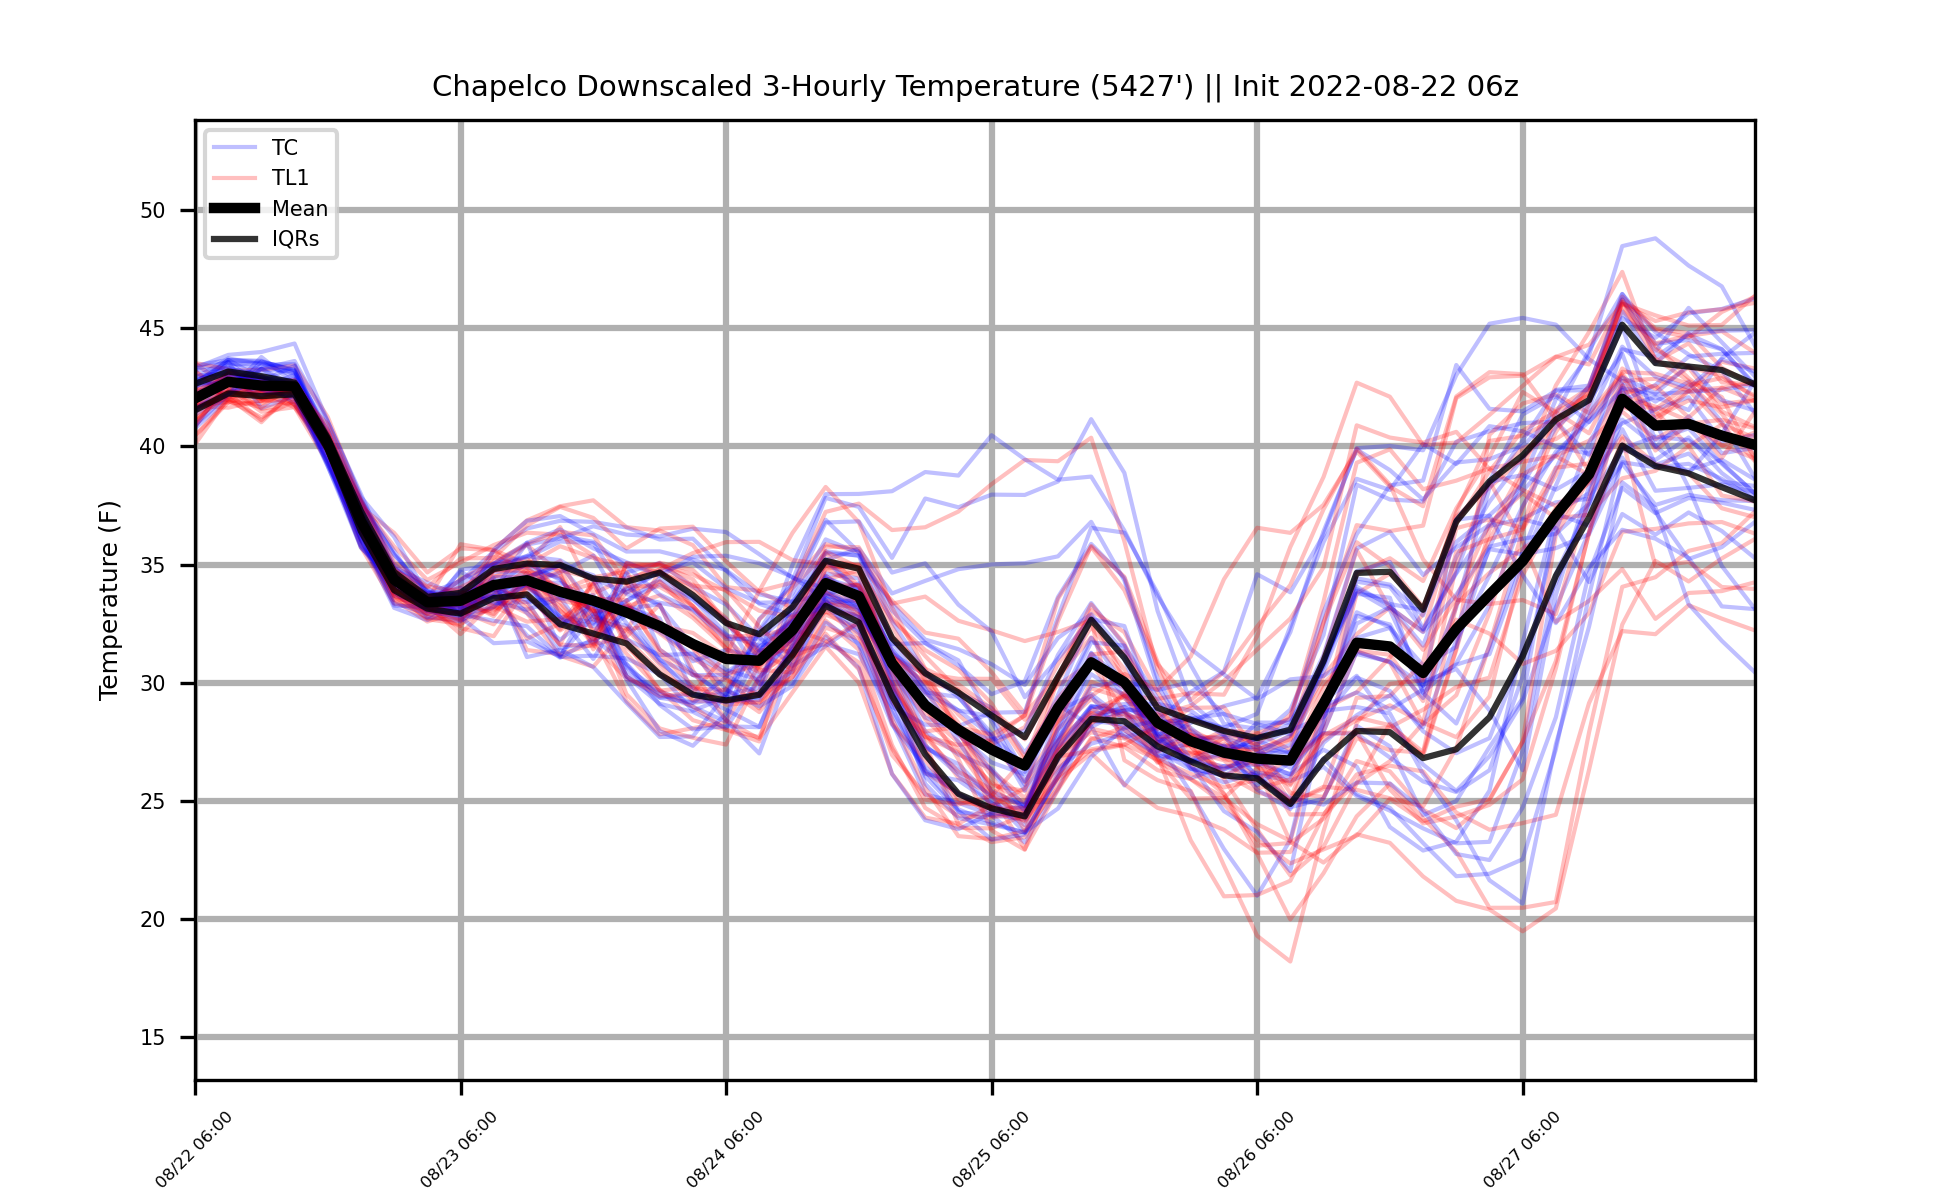 Chapelco Downscaled 3-Hourly Temperature (5427') || Init 2022-08-22 06z
TC
TL1
Mean
IQRs
Temperature (F)
50
45
40
35
30
25
20
15
08/22 06:00
08/23 06:00
08/24 06:00
08/25 06:00
08/26 06:00
08/27 06:00